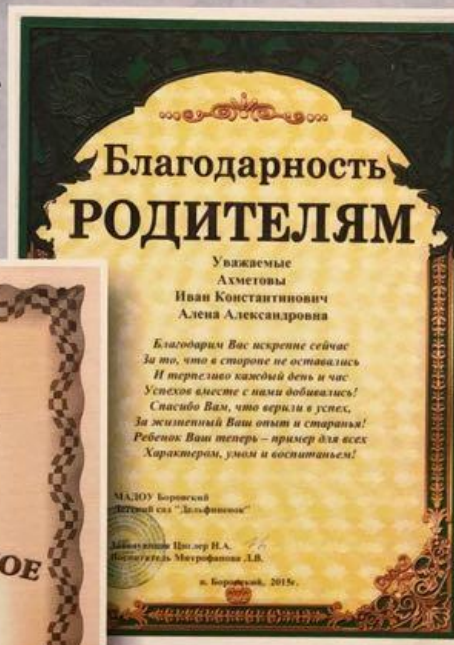 Благодарность
РОДИТЕЛЯМ
Уважаемые
Ахметовы
Иван Константинович
Алена Александровна
Благодарим Вас искренне сейчас
За то, что в стороне не оставались
И терпеливо каждый день и час
Успехов вместе с нами добивались!
Спасибо Вам, что верили в успех,
За жизненный Ваш опыт и старанья!
Ребенок Ваш теперь – пример для всех
Характером, умом и воспитаньем!
МАДОУ Боровский
Детский сад "Дельфиненок"
Заведующая Циглер Н.А.
Воспитатель Митрофанова Л.В.
п. Боровский, 2015г.
ОЕ